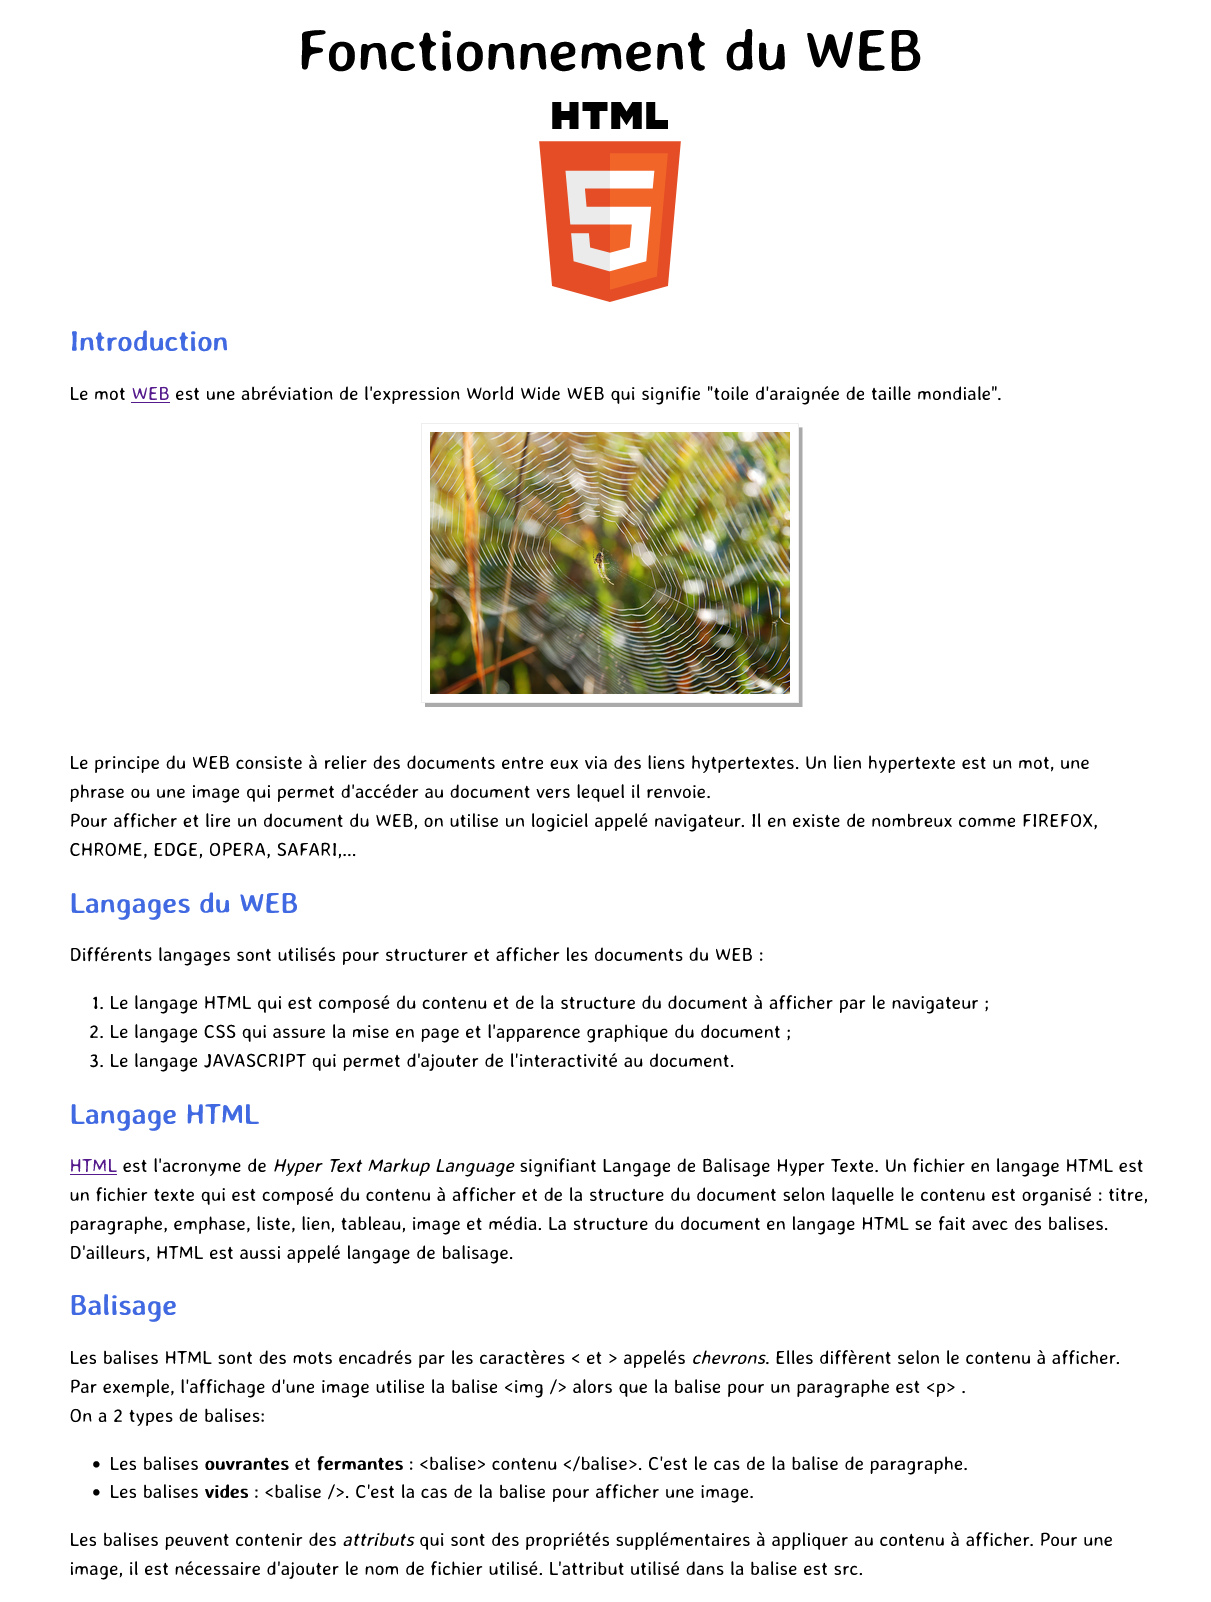 Fonctionnement du WEB
HTML
5
Introduction
Le mot WEB est une abréviation de l'expression World Wide WEB qui signifie "toile d'araignée de taille mondiale".
Le principe du WEB consiste à relier des documents entre eux via des liens hytpertextes. Un lien hypertexte est un mot, une
phrase ou une image qui permet d'accéder au document vers lequel il renvoie.
Pour afficher et lire un document du WEB, on utilise un logiciel appelé navigateur. Il en existe de nombreux comme FIREFOX,
CHROME, EDGE, OPERA, SAFARI,...
Langages du WEB
Différents langages sont utilisés pour structurer et afficher les documents du WEB :
1. Le langage HTML qui est composé du contenu et de la structure du document à afficher par le navigateur ;
2. Le langage CSS qui assure la mise en page et l'apparence graphique du document ;
3. Le langage JAVASCRIPT qui permet d'ajouter de l'interactivité au document.
Langage HTML
HTML est l'acronyme de Hyper Text Markup Language signifiant Langage de Balisage Hyper Texte. Un fichier en langage HTML est
un fichier texte qui est composé du contenu à afficher et de la structure du document selon laquelle le contenu est organisé : titre,
paragraphe, emphase, liste, lien, tableau, image et média. La structure du document en langage HTML se fait avec des balises.
D'ailleurs, HTML est aussi appelé langage de balisage.
Balisage
Les balises HTML sont des mots encadrés par les caractères < et > appelés chevrons. Elles diffèrent selon le contenu à afficher.
Par exemple, l'affichage d'une image utilise la balise <img /> alors que la balise pour un paragraphe est <p> .
On a 2 types de balises:
• Les balises ouvrantes et fermantes : <balise> contenu </balise>. C'est le cas de la balise de paragraphe.
• Les balises vides : <balise />. C'est la cas de la balise pour afficher une image.
Les balises peuvent contenir des attributs qui sont des propriétés supplémentaires à appliquer au contenu à afficher. Pour une
image, il est nécessaire d'ajouter le nom de fichier utilisé. L'attribut utilisé dans la balise est src.